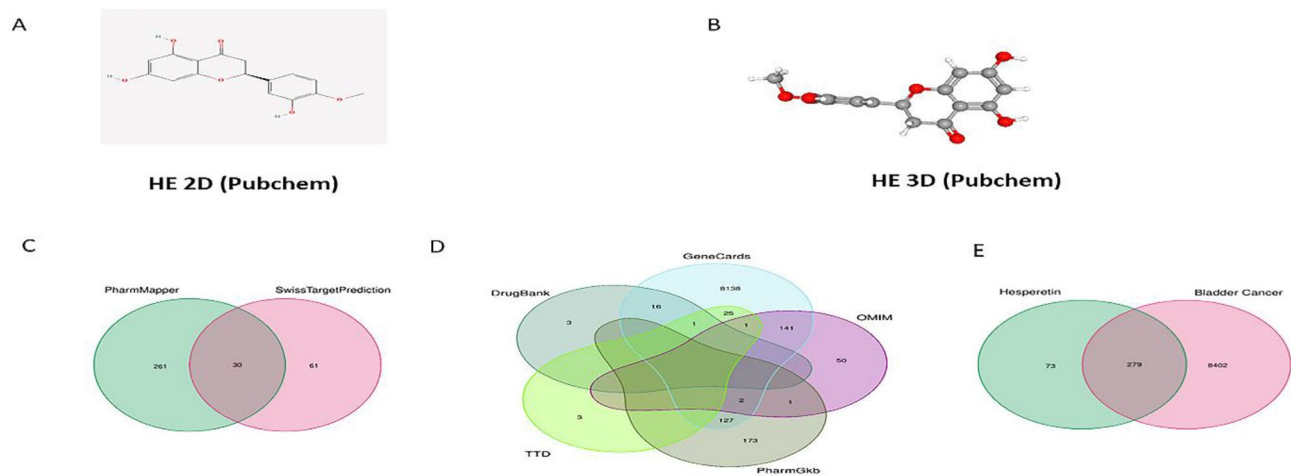 A
B
H
O
O
H
O
O
O
O
H
HE 2D (Pubchem)
HE 3D (Pubchem)
C
D
E
PharmMapper
SwissTargetPrediction
261
30
61
GeneCards
DrugBank
OMIM
TTD
PharmGkb
8138
16
25
3
1
1
141
50
2
1
3
127
173
Hesperetin
Bladder Cancer
73
279
8402